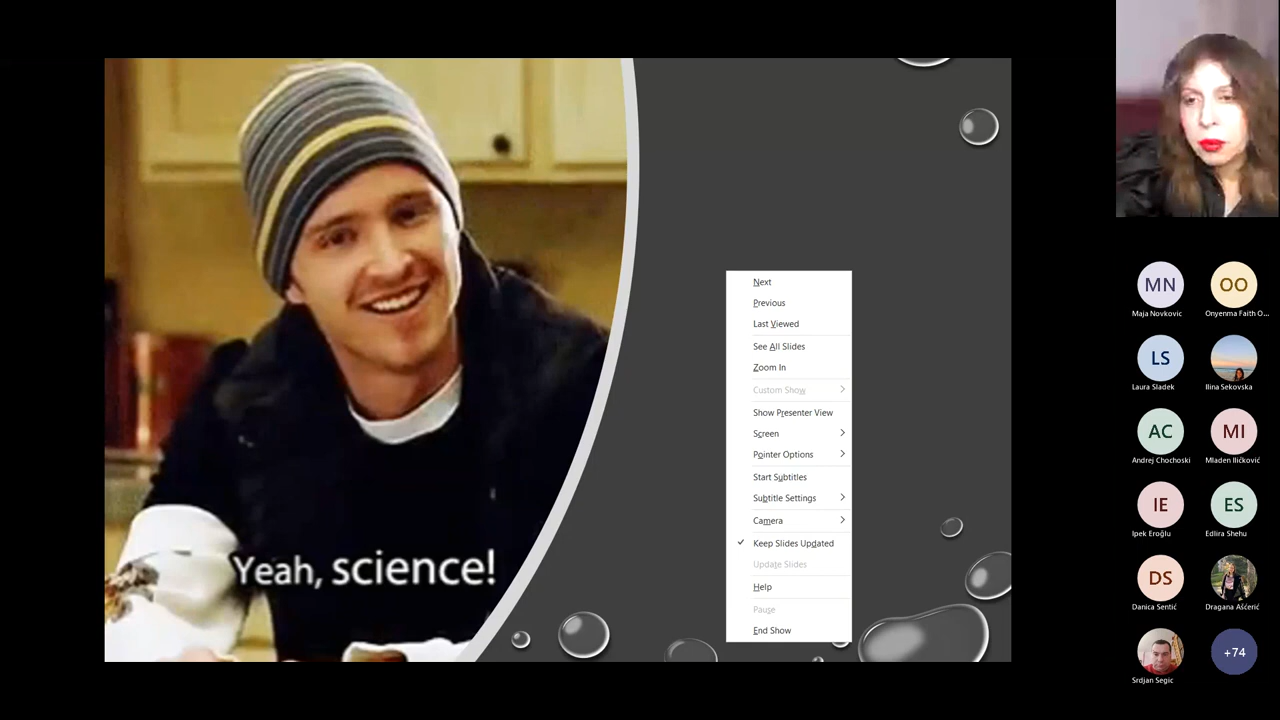 Yeah, science!
Next
Previous
Last Viewed
See All Slides
Zoom In
Custom Show
Show Presenter View
Screen
Pointer Options
Start Subtitles
Subtitle Settings
Camera
Keep Slides Updated
Update Slides
Help
Pause
End Show
MN OO
Maja Novkovic Onyenma Faith O...
LS
Laura Sladek Ilina Sekovska
AC MI
Andrej Chochoski Mladen Iličković
IE ES
Ipek Eroğlu Edlira Shehu
DS
Danica Sentić Dragana Ašćerić
+74
Srdjan Segic